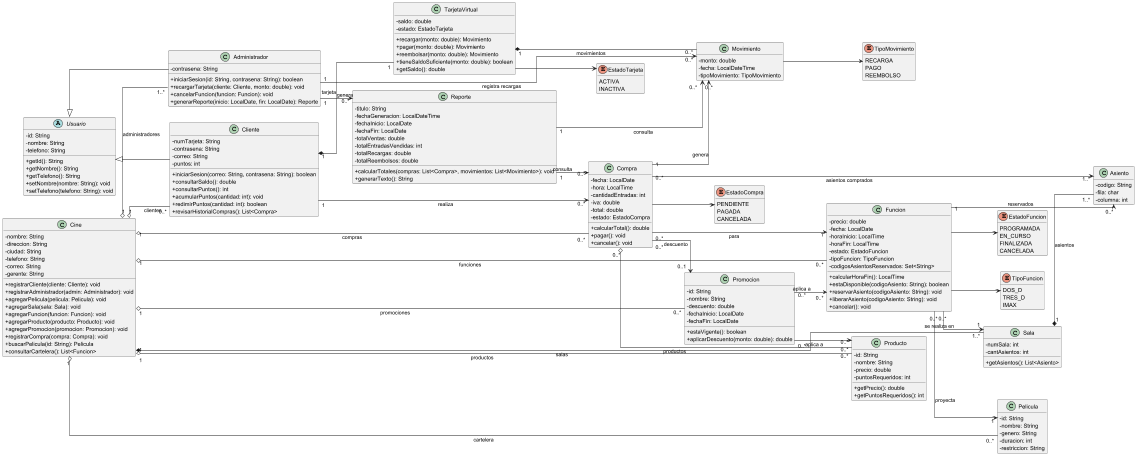 TarjetaVirtual
-saldo: double
-estado: EstadoTarjeta
+recargar(monto: double): Movimiento
+pagar(monto: double): Movimiento
+reembolsar(monto: double): Movimiento
+tieneSaldoSuficiente(monto: double): boolean
+getSaldo(): double
Movimiento
-monto: double
-fecha: LocalDateTime
-tipoMovimiento: TipoMovimiento
TipoMovimiento
RECARGA
PAGO
REEMBOLSO
EstadoTarjeta
ACTIVA
INACTIVA
Administrador
-contrasena: String
+iniciarSesion(id: String, contrasena: String): boolean
+recargarTarjeta(cliente: Cliente, monto: double): void
+cancelarFuncion(funcion: Funcion): void
+generarReporte(inicio: LocalDate, fin: LocalDate): Reporte
movimientos
registra recargas
tarjeta
genera
Reporte
-titulo: String
-fechaGeneracion: LocalDateTime
-fechaInicio: LocalDate
-fechaFin: LocalDate
-totalVentas: double
-totalEntradasVendidas: int
-totalRecargas: double
-totalReembolsos: double
+calcularTotales(compras: List<Compra>, movimientos: List<Movimiento>): void
+generarTexto(): String
consulta
consulta
genera
Usuario
-id: String
-nombre: String
-telefono: String
+getId(): String
+getNombre(): String
+getTelefono(): String
+setNombre(nombre: String): void
+setTelefono(telefono: String): void
administradores
Cliente
-numTarjeta: String
-contrasena: String
-correo: String
-puntos: int
+iniciarSesion(correo: String, contrasena: String): boolean
+consultarSaldo(): double
+consultarPuntos(): int
+acumularPuntos(cantidad: int): void
+redimirPuntos(cantidad: int): boolean
+revisarHistorialCompras(): List<Compra>
clientes
realiza
Compra
-fecha: LocalDate
-hora: LocalTime
-cantidadEntradas: int
-iva: double
-total: double
-estado: EstadoCompra
+calcularTotal(): double
+pagar(): void
+cancelar(): void
EstadoCompra
PENDIENTE
PAGADA
CANCELADA
asientos comprados
Asiento
-codigo: String
-fila: char
-columna: int
reservados
asientos
Funcion
-precio: double
-fecha: LocalDate
-horaInicio: LocalTime
-horaFin: LocalTime
-estado: EstadoFuncion
-tipoFuncion: TipoFuncion
-codigosAsientosReservados: Set<String>
+calcularHoraFin(): LocalTime
+estaDisponible(codigoAsiento: String): boolean
+reservarAsiento(codigoAsiento: String): void
+liberarAsiento(codigoAsiento: String): void
+cancelar(): void
EstadoFuncion
PROGRAMADA
EN_CURSO
FINALIZADA
CANCELADA
TipoFuncion
DOS_D
TRES_D
IMAX
Cine
-nombre: String
-direccion: String
-ciudad: String
-telefono: String
-correo: String
-gerente: String
+registrarCliente(cliente: Cliente): void
+registrarAdministrador(admin: Administrador): void
+agregarPelicula(pelicula: Pelicula): void
+agregarSala(sala: Sala): void
+agregarFuncion(funcion: Funcion): void
+agregarProducto(producto: Producto): void
+agregarPromocion(promocion: Promocion): void
+registrarCompra(compra: Compra): void
+buscarPelicula(id: String): Pelicula
+consultarCartelera(): List<Funcion>
compras
para
descuento
funciones
Promocion
-id: String
-nombre: String
-descuento: double
-fechaInicio: LocalDate
-fechaFin: LocalDate
+estaVigente(): boolean
+aplicarDescuento(monto: double): double
aplica a
promociones
se realiza en
Sala
-numSala: int
-cantAsientos: int
+getAsientos(): List<Asiento>
aplica a
Producto
-id: String
-nombre: String
-precio: double
-puntosRequeridos: int
+getPrecio(): double
+getPuntosRequeridos(): int
salas
productos
productos
proyecta
Pelicula
-id: String
-nombre: String
-genero: String
-duracion: int
-restriccion: String
cartelera